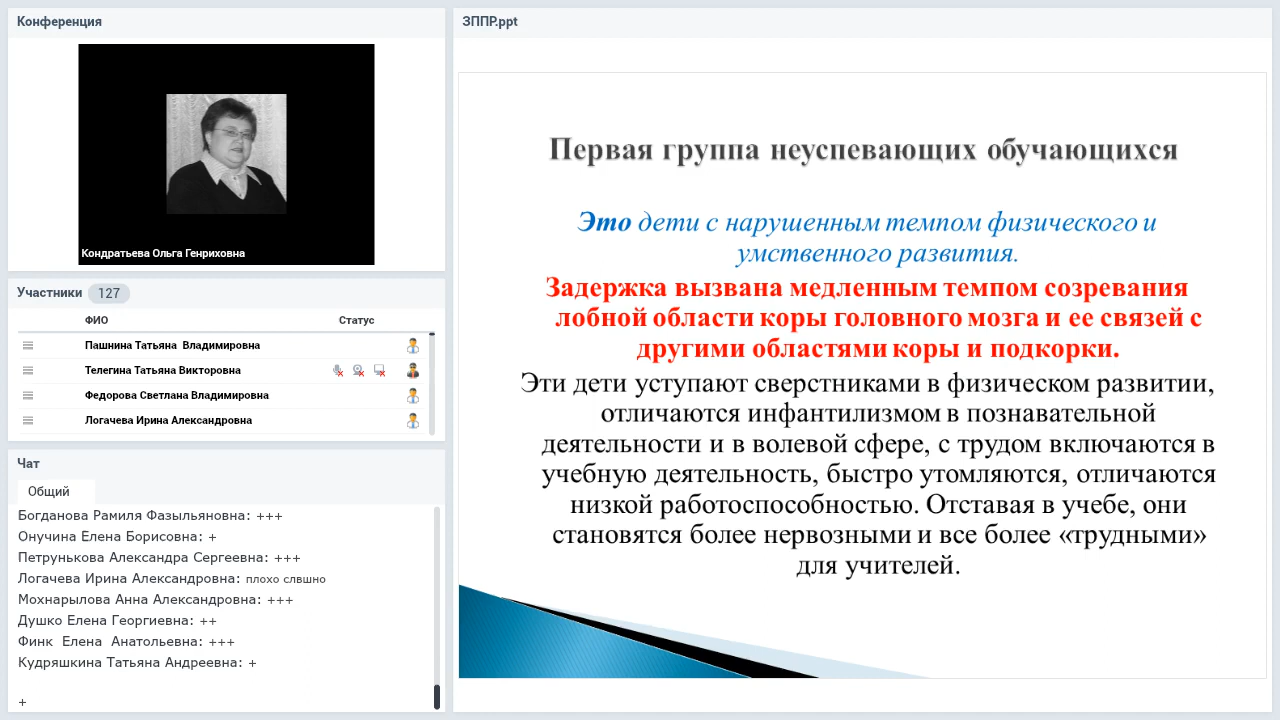 Конференция
Кондратьева Ольга Генриховна
Участники 127
ФИО Статус
Пашнина Татьяна Владимировна
Телегина Татьяна Викторовна
Федорова Светлана Владимировна
Логачева Ирина Александровна
Чат
Общий
Богданова Рамиля Фазыльяновна: +++
Онучина Елена Борисовна: +
Петрунькова Александра Сергеевна: +++
Логачева Ирина Александровна: плохо слвшно
Мохнарылова Анна Александровна: +++
Душко Елена Георгиевна: ++
Финк Елена Анатольевна: +++
Кудряшкина Татьяна Андреевна: +
+
ЗППР.ppt
Первая группа неуспевающих обучающихся
Это дети с нарушенным темпом физического и
умственного развития.
Задержка вызвана медленным темпом созревания
лобной области коры головного мозга и ее связей с
другими областями коры и подкорки.
Эти дети уступают сверстниками в физическом развитии,
отличаются инфантилизмом в познавательной
деятельности и в волевой сфере, с трудом включаются в
учебную деятельность, быстро утомляются, отличаются
низкой работоспособностью. Отставая в учебе, они
становятся более нервозными и все более «трудными»
для учителей.